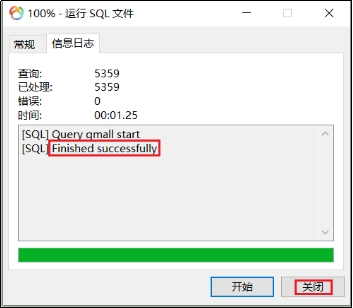 100% - 运行 SQL 文件
常规 信息日志
查询: 5359
已处理: 5359
错误: 0
时间: 00:01.25
[SQL] Query gmall start
[SQL] Finished successfully
开始 关闭